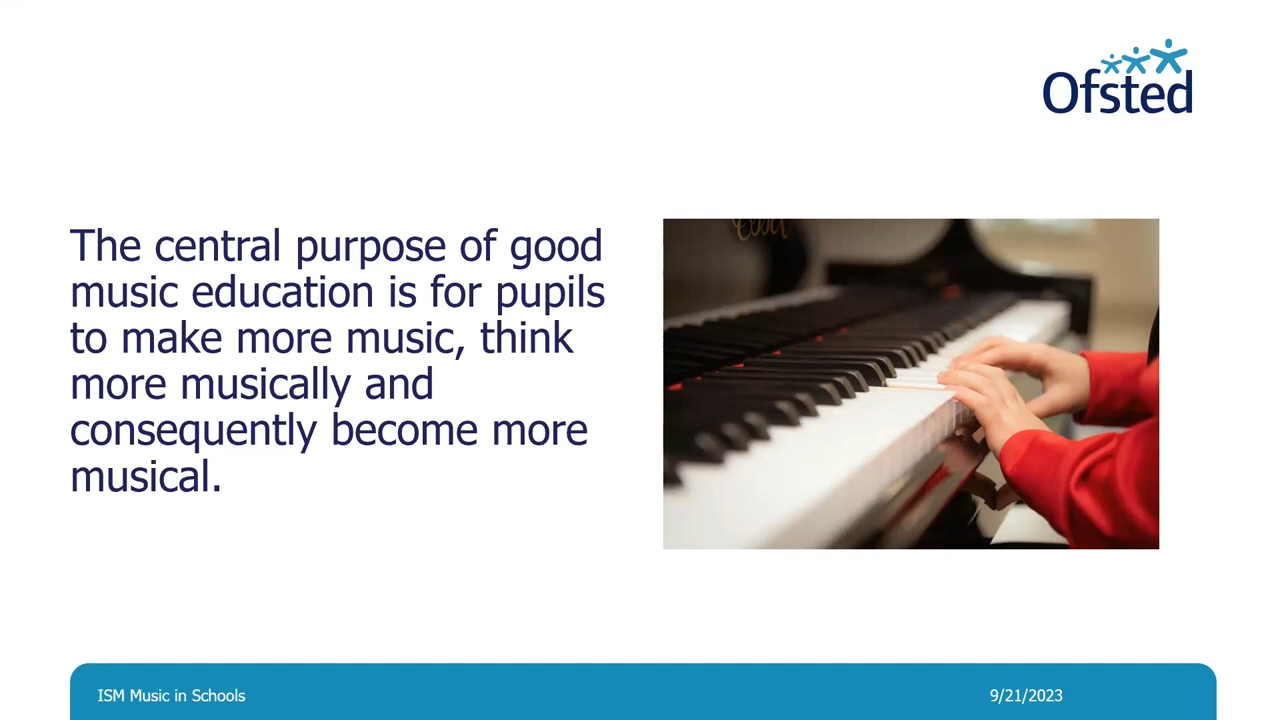 Ofsted
The central purpose of good
music education is for pupils
to make more music, think
more musically and
consequently become more
musical.
ISM Music in Schools
9/21/2023